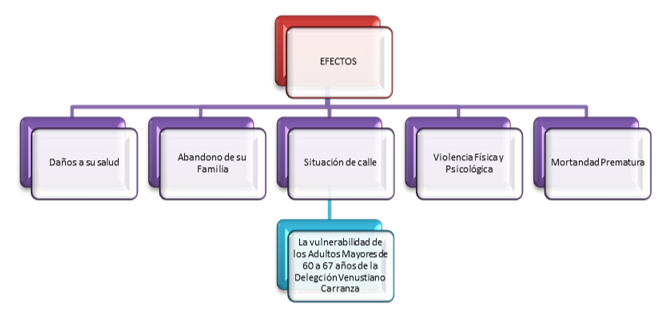 EFECTOS
Daños a su salud
Abandono de su
Familia
Situación de calle
Violencia Física y
Psicológica
Mortandad Prematura
La vulnerabilidad de
los Adultos Mayores de
60 a 67 años de la
Delegción Venustiano
Carranza